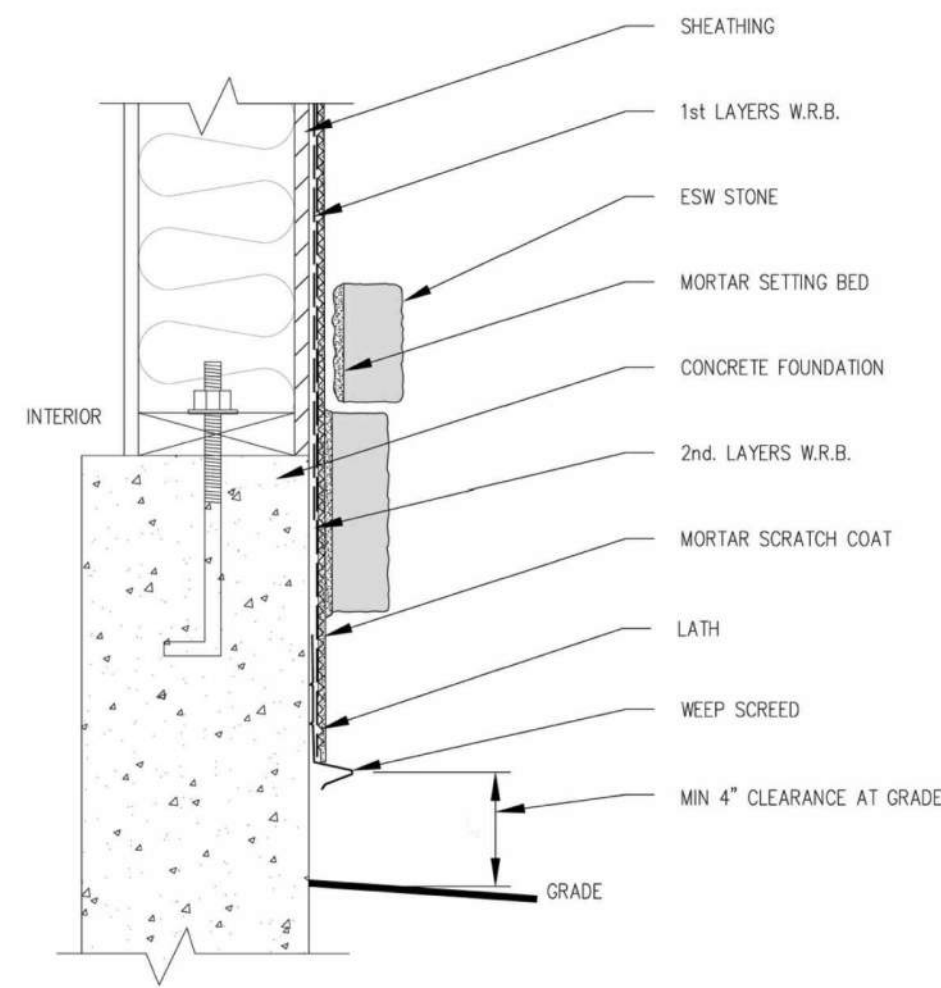 SHEATHING
1st LAYERS W.R.B.
ESW STONE
MORTAR SETTING BED
CONCRETE FOUNDATION
INTERIOR
2nd. LAYERS W.R.B.
MORTAR SCRATCH COAT
LATH
WEEP SCREED
MIN 4" CLEARANCE AT GRADE
GRADE